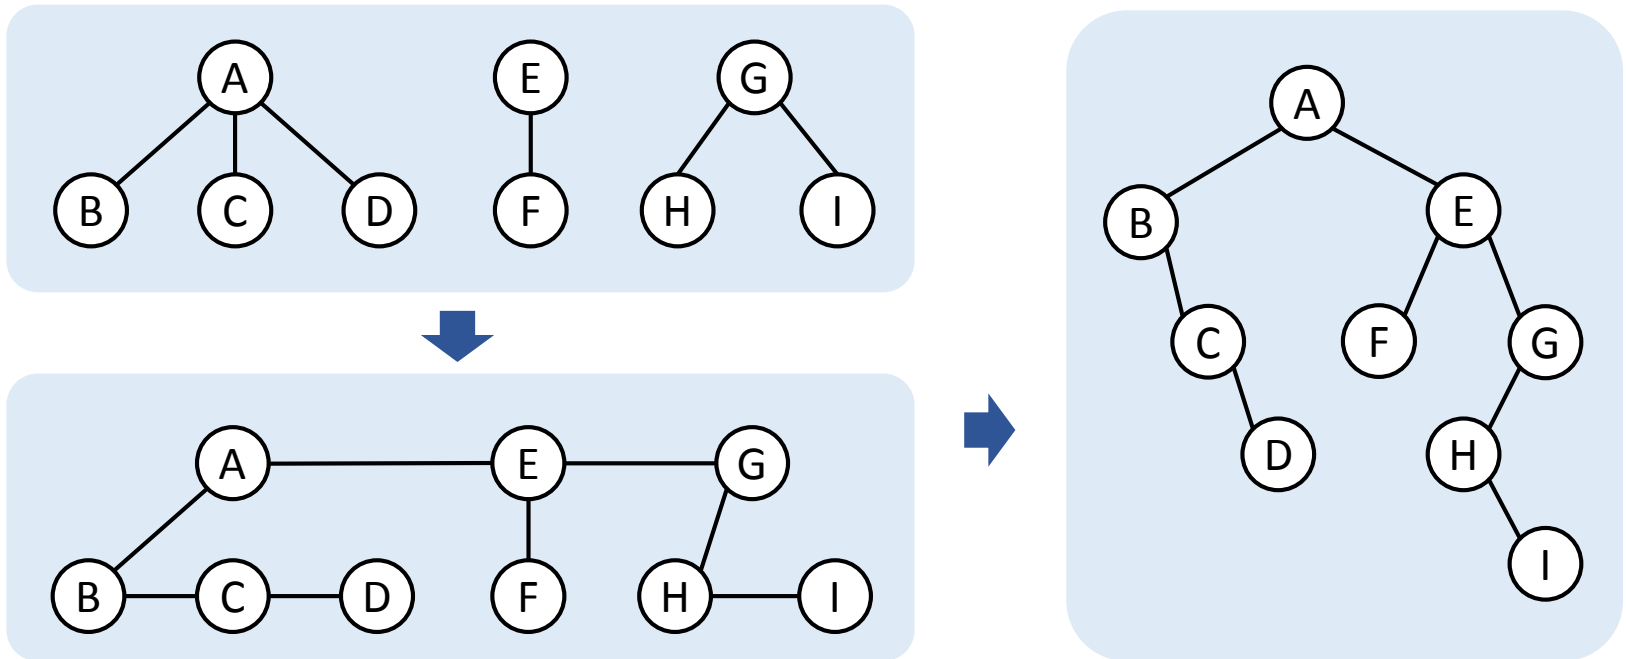 A E G
B C D F H I
A E G
B C D F H I
A
B E
C F G
D H
I